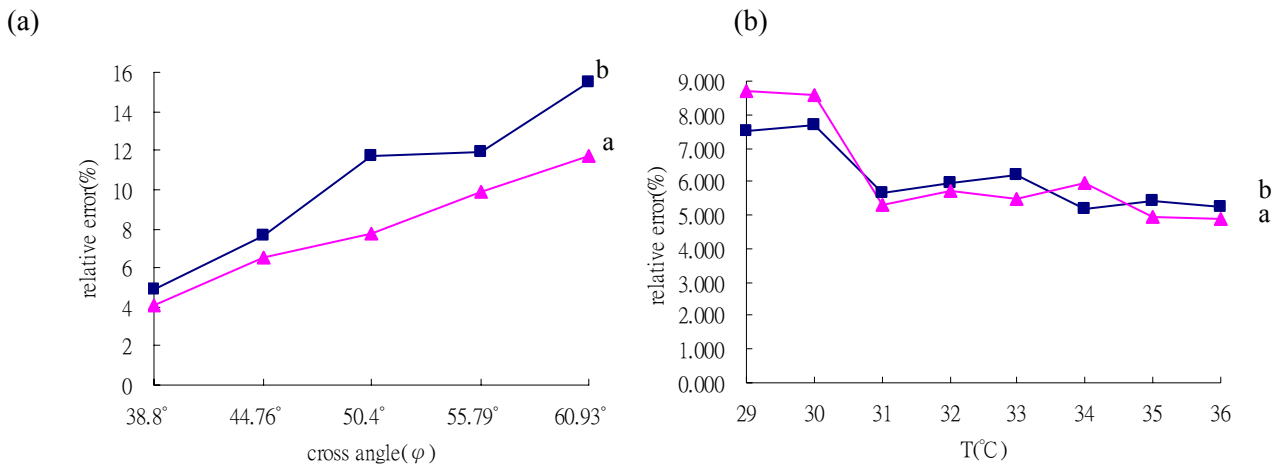 (a)
16
14
12
10
8
6
4
2
0
relative error(%)
38.8° 44.76° 50.4° 55.79° 60.93°
cross angle(φ)
b
a
(b)
9.000
8.000
7.000
6.000
5.000
4.000
3.000
2.000
1.000
0.000
relative error(%)
29 30 31 32 33 34 35 36
T(℃)
b
a